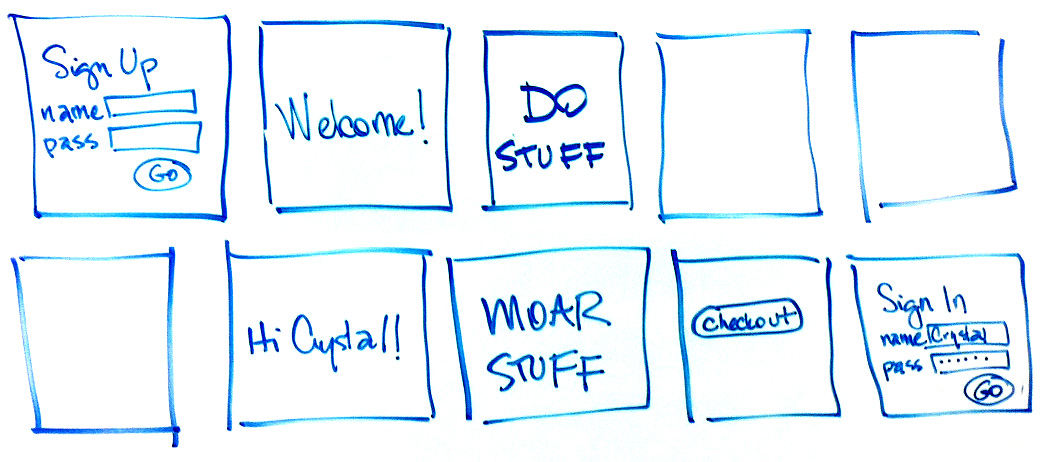 Sign Up
name
pass
GO
Welcome!
DO
STUFF
Hi Crystal!
MOAR
STUFF
checkout
Sign In
name Crystal
pass ......
GO